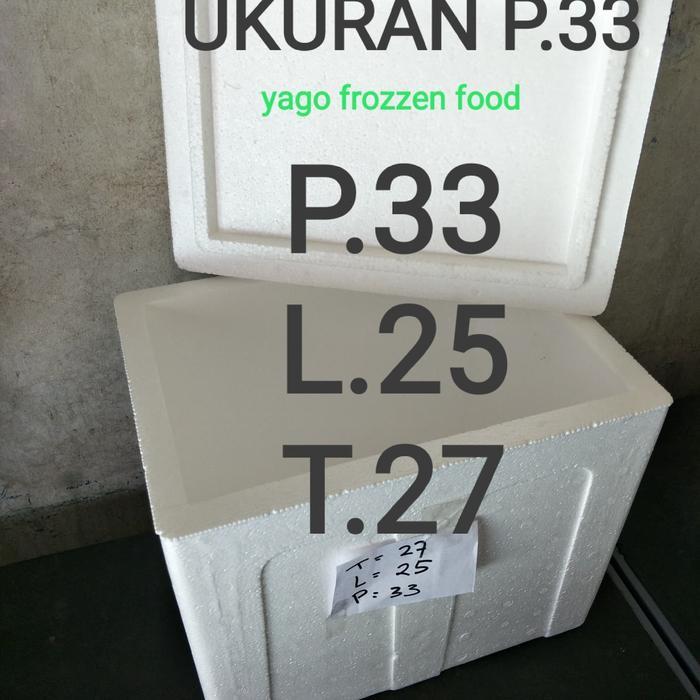 UKURAN P.33
yago frozzen food
P.33
L.25
T.27
T = 27
L = 25
P = 33